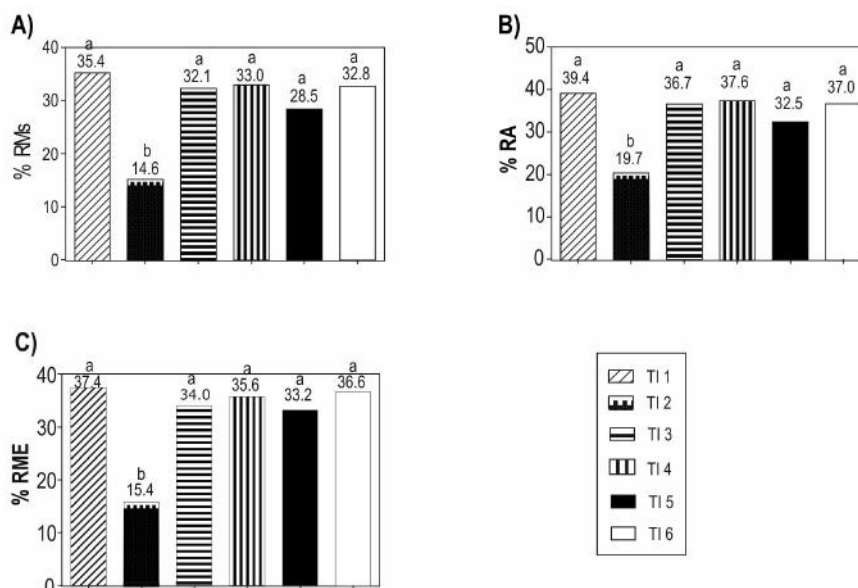 A)
% RMs
40
30
20
10
0
a
35.4
b
14.6
a
32.1
a
33.0
a
28.5
a
32.8
B)
% RA
50
40
30
20
10
0
a
39.4
b
19.7
a
36.7
a
37.6
a
32.5
a
37.0
C)
% RME
40
30
20
10
0
a
37.4
b
15.4
a
34.0
a
35.6
a
33.2
a
36.6
TI 1
TI 2
TI 3
TI 4
TI 5
TI 6